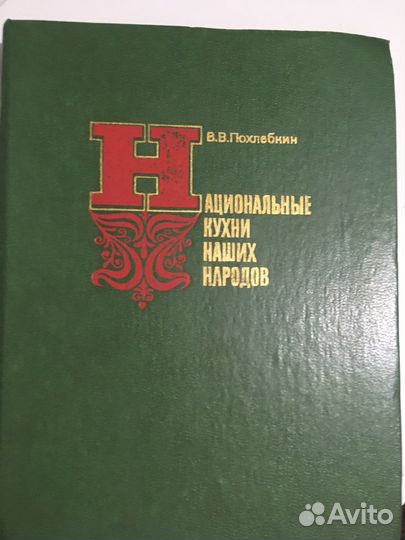 В.В.Похлебкин
НАЦИОНАЛЬНЫЕ
КУХНИ
НАШИХ
НАРОДОВ
Avito